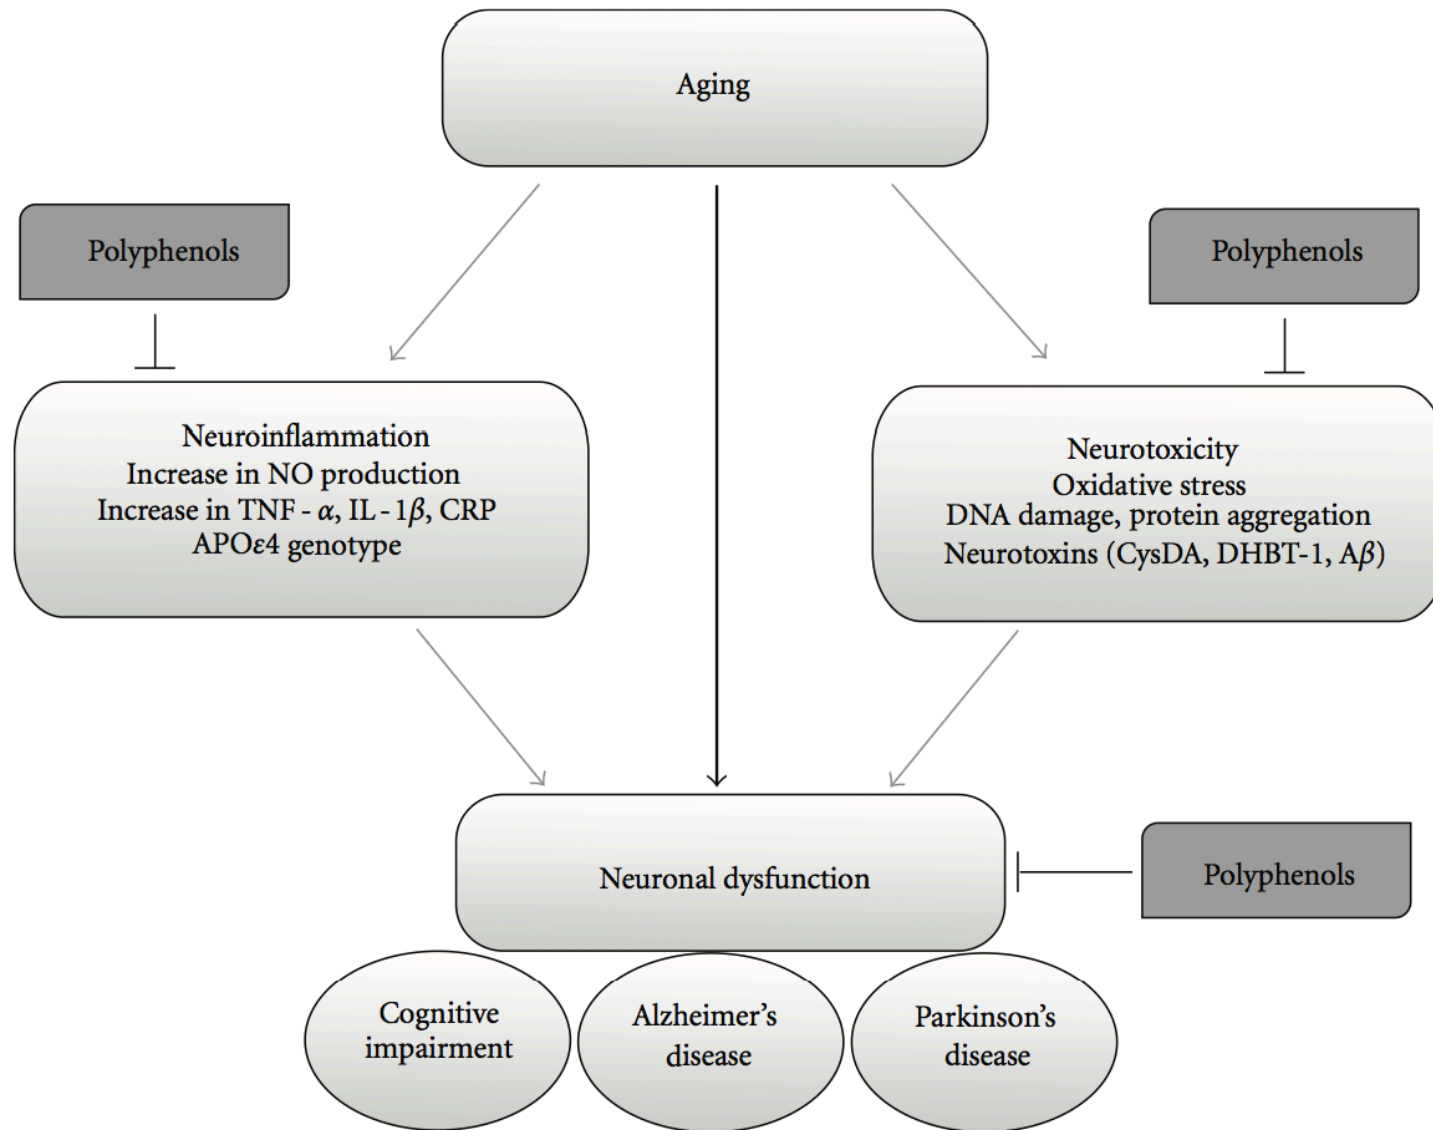 Aging
Polyphenols
Polyphenols
Neuroinflammation
Increase in NO production
Increase in TNF - α, IL - 1β, CRP
APOε4 genotype
Neurotoxicity
Oxidative stress
DNA damage, protein aggregation
Neurotoxins (CysDA, DHBT-1, Aβ)
Neuronal dysfunction
Polyphenols
Cognitive
impairment
Alzheimer's
disease
Parkinson's
disease